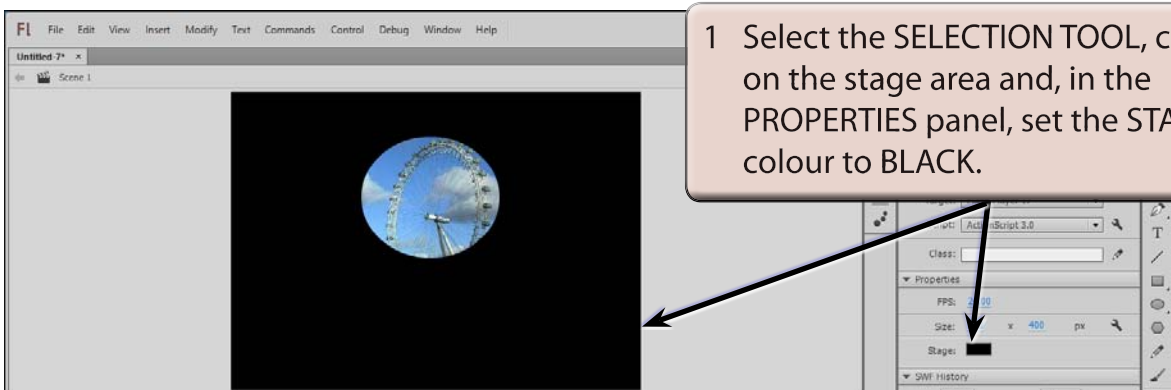 Fl File Edit View Insert Modify Text Commands Control Debug Window Help
Untitled-7* ×
Scene 1
1 Select the SELECTION TOOL, c
on the stage area and, in the
PROPERTIES panel, set the STA
colour to BLACK.
ActionScript 3.0
Class:
Properties
FPS:
Size: x 400 px
Stage:
SWF History
T